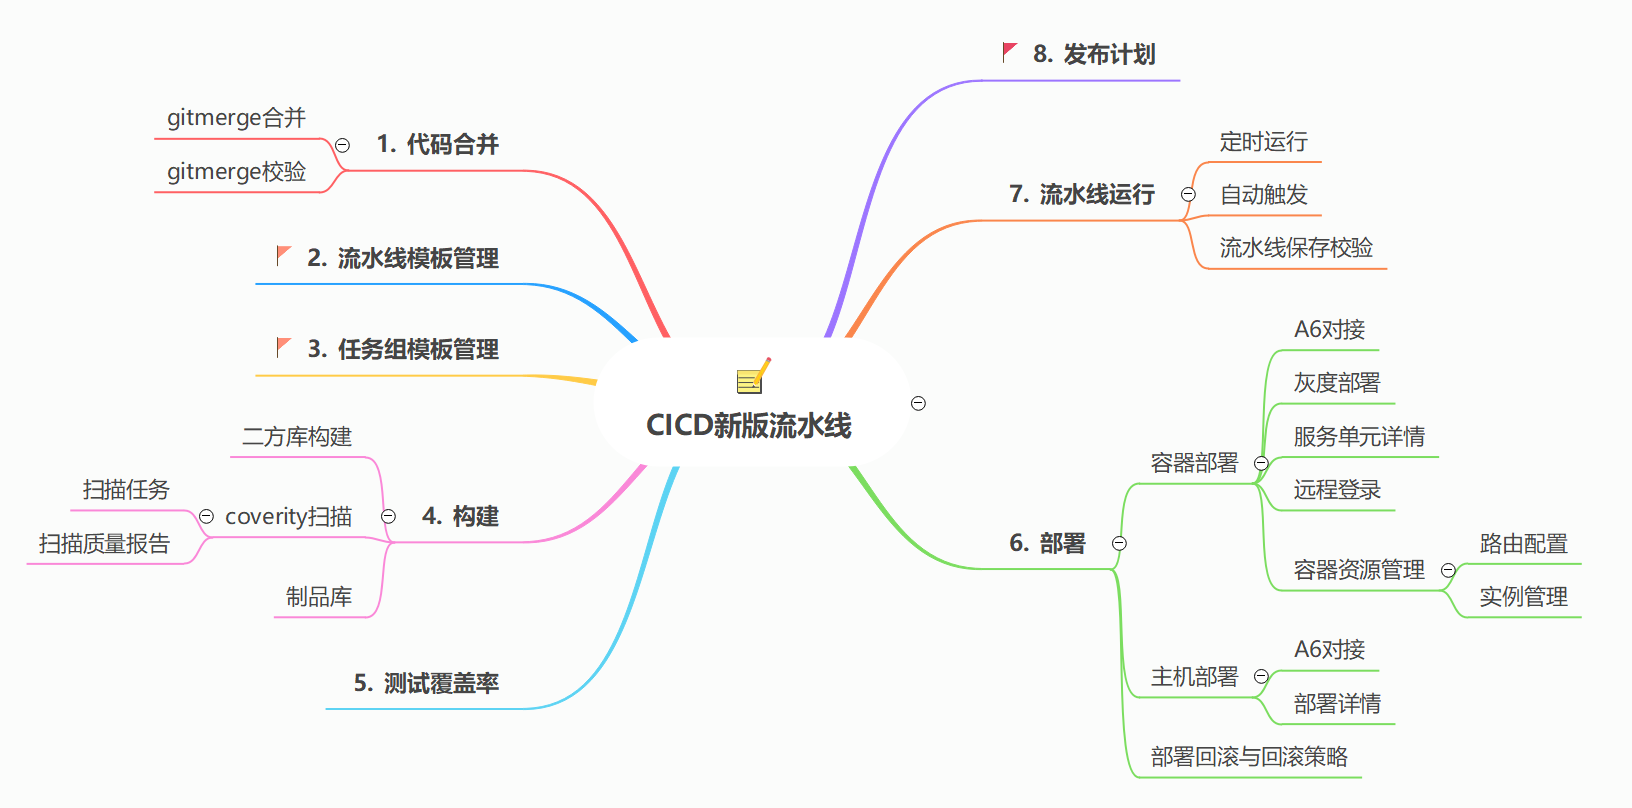 CICD新版流水线
1. 代码合并
gitmerge合并
gitmerge校验
2. 流水线模板管理
3. 任务组模板管理
4. 构建
二方库构建
coverity扫描
扫描任务
扫描质量报告
制品库
5. 测试覆盖率
6. 部署
容器部署
A6对接
灰度部署
服务单元详情
远程登录
容器资源管理
路由配置
实例管理
主机部署
A6对接
部署详情
部署回滚与回滚策略
7. 流水线运行
定时运行
自动触发
流水线保存校验
8. 发布计划